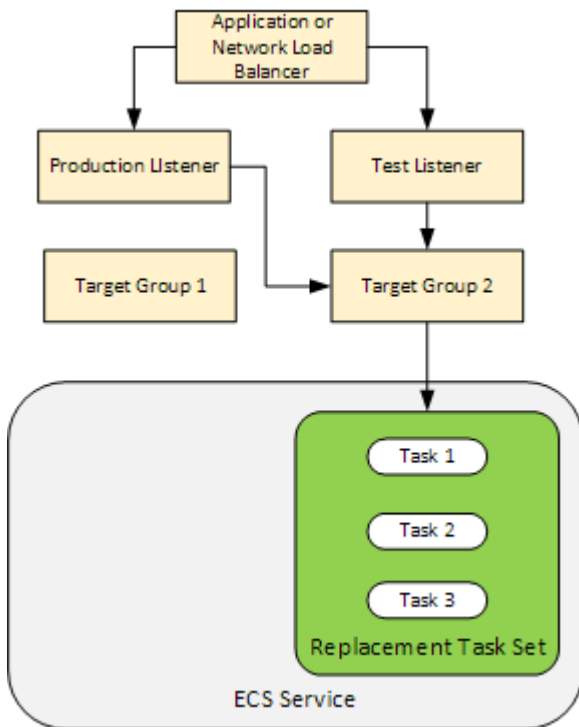 Application or
Network Load
Balancer
Production LIstener
Test Listener
Target Group 1
Target Group 2
Task 1
Task 2
Task 3
Replacement Task Set
ECS Service